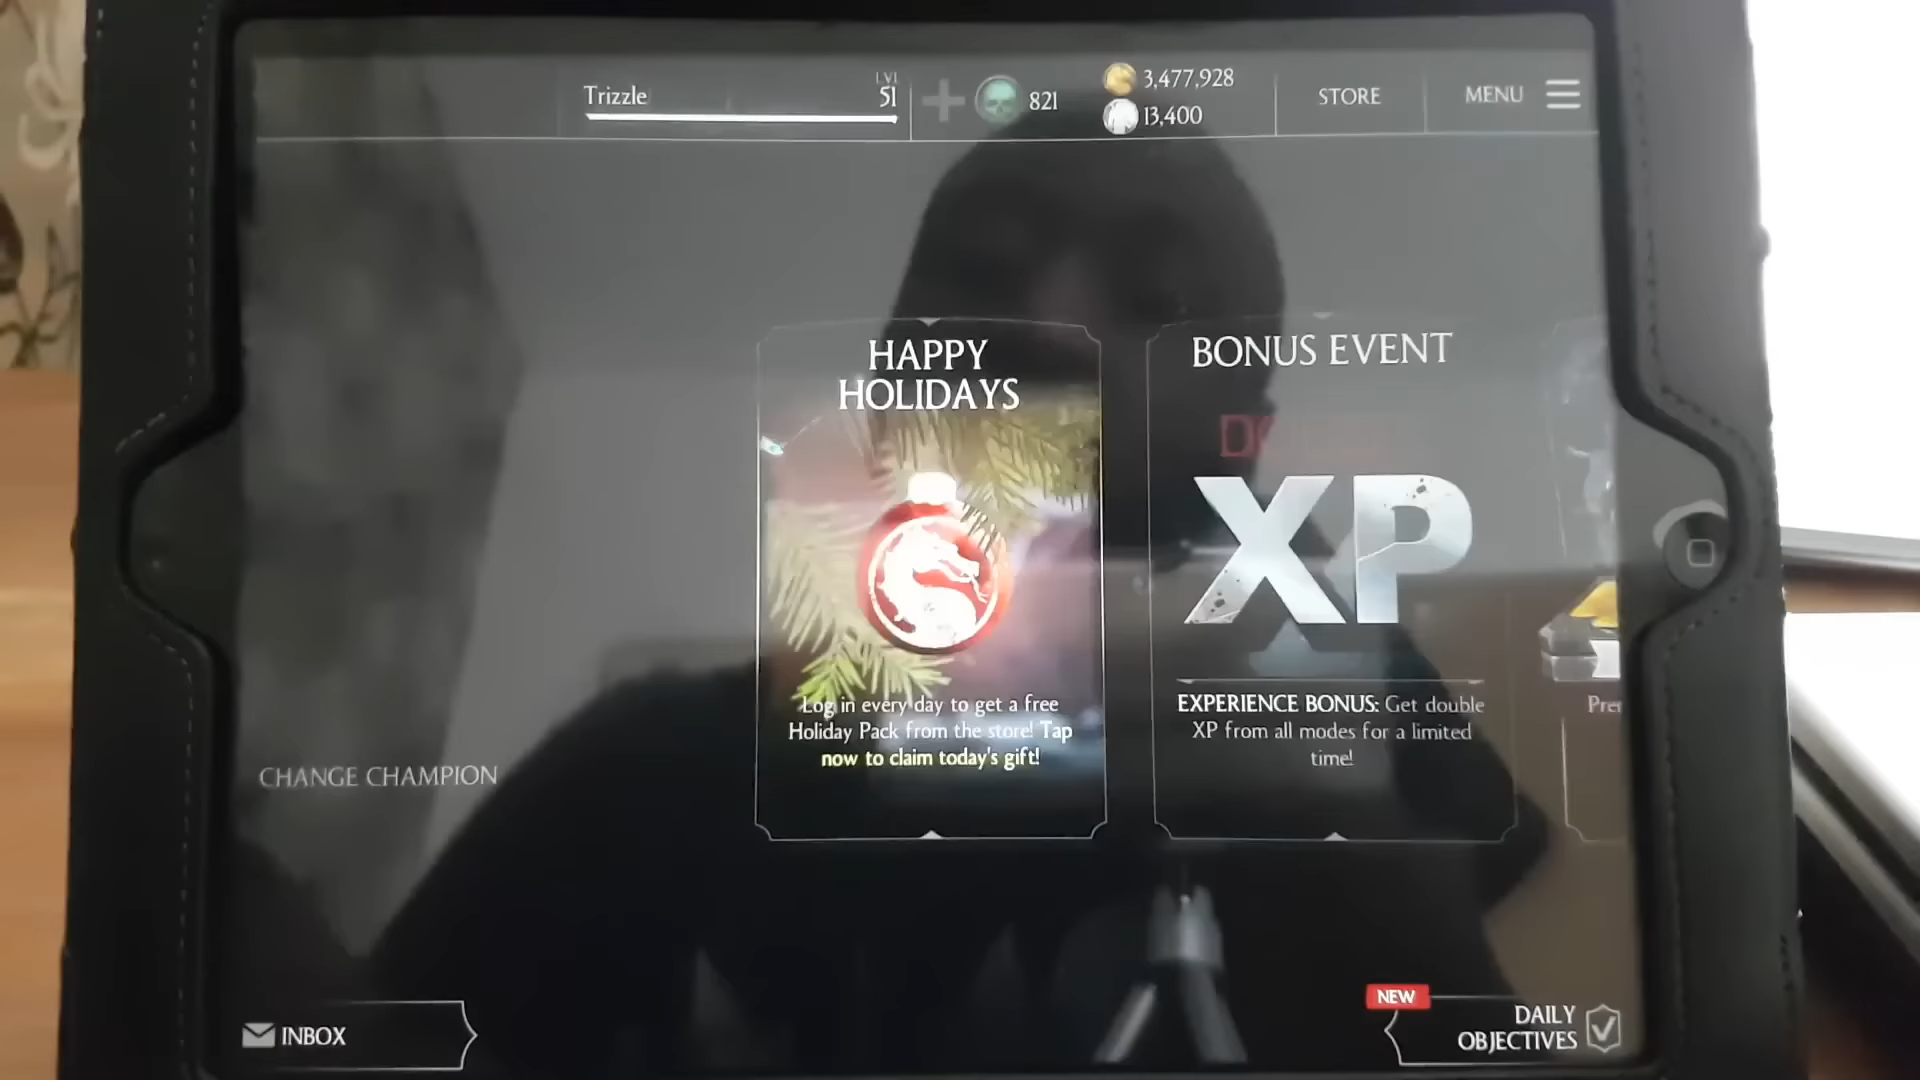 Trizzle
LVL
51
821
3,477,928
13,400
STORE
MENU
HAPPY
HOLIDAYS
Log in every day to get a free
Holiday Pack from the store! Tap
now to claim today's gift!
BONUS EVENT
XP
EXPERIENCE BONUS: Get double
XP from all modes for a limited
time!
CHANGE CHAMPION
INBOX
NEW
DAILY
OBJECTIVES